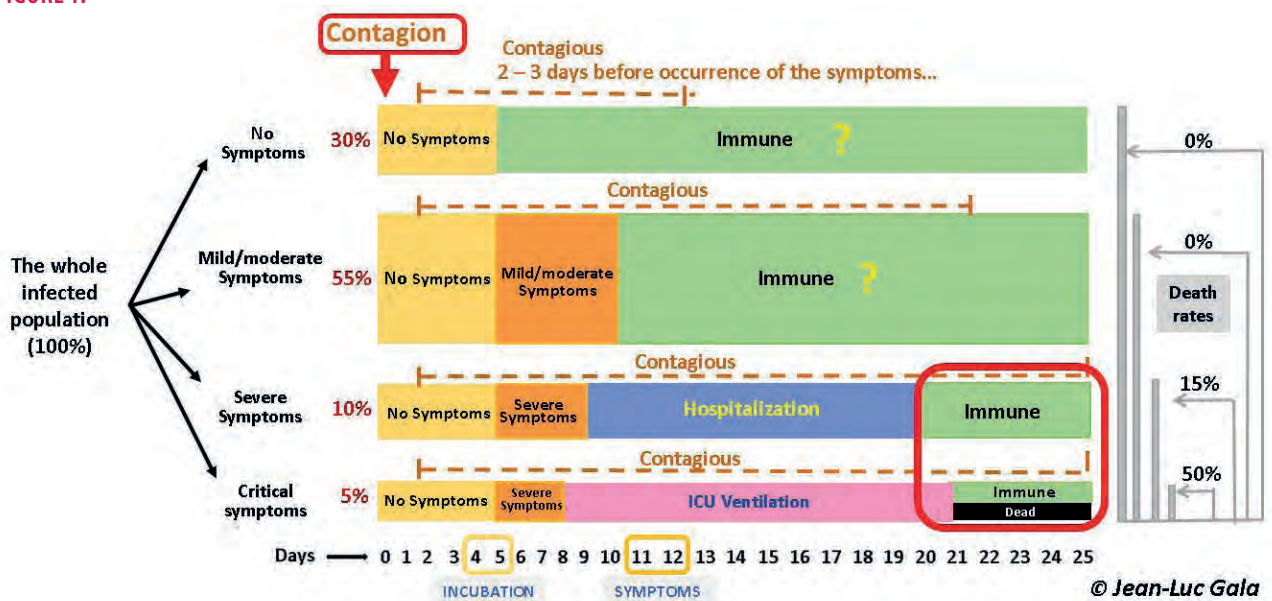 Contagion
Contagious
2 – 3 days before occurrence of the symptoms...
No
Symptoms
30%
No Symptoms
Immune ?
0%
Contagious
Mild/moderate
Symptoms
55%
No Symptoms
Mild/moderate
Symptoms
Immune ?
0%
The whole
infected
population
(100%)
Death
rates
Contagious
Severe
Symptoms
10%
No Symptoms
Severe
Symptoms
Hospitalization
Immune
15%
Contagious
Critical
symptoms
5%
No Symptoms
Severe
Symptoms
ICU Ventilation
Immune
Dead
50%
Days 0 1 2 3 4 5 6 7 8 9 10 11 12 13 14 15 16 17 18 19 20 21 22 23 24 25
INCUBATION
SYMPTOMS
© Jean-Luc Gala